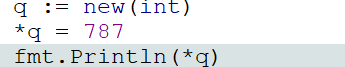 q := new(int)
*q = 787
fmt.Println(*q)